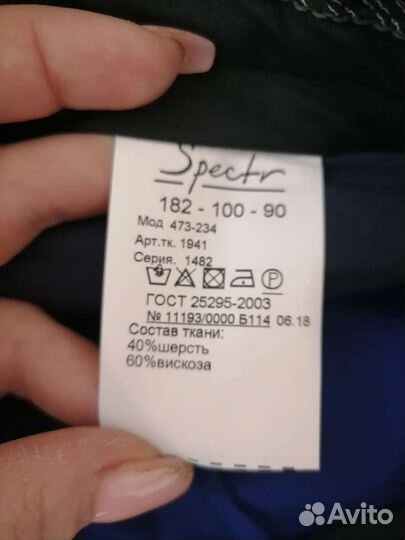 Spectr
182 - 100 - 90
Мод 473-234
Арт.тк. 1941
Серия. 1482
P
ГОСТ 25295-2003
№ 11193/0000 Б114 06.18
Состав ткани:
40%шерсть
60%вискоза
Avito